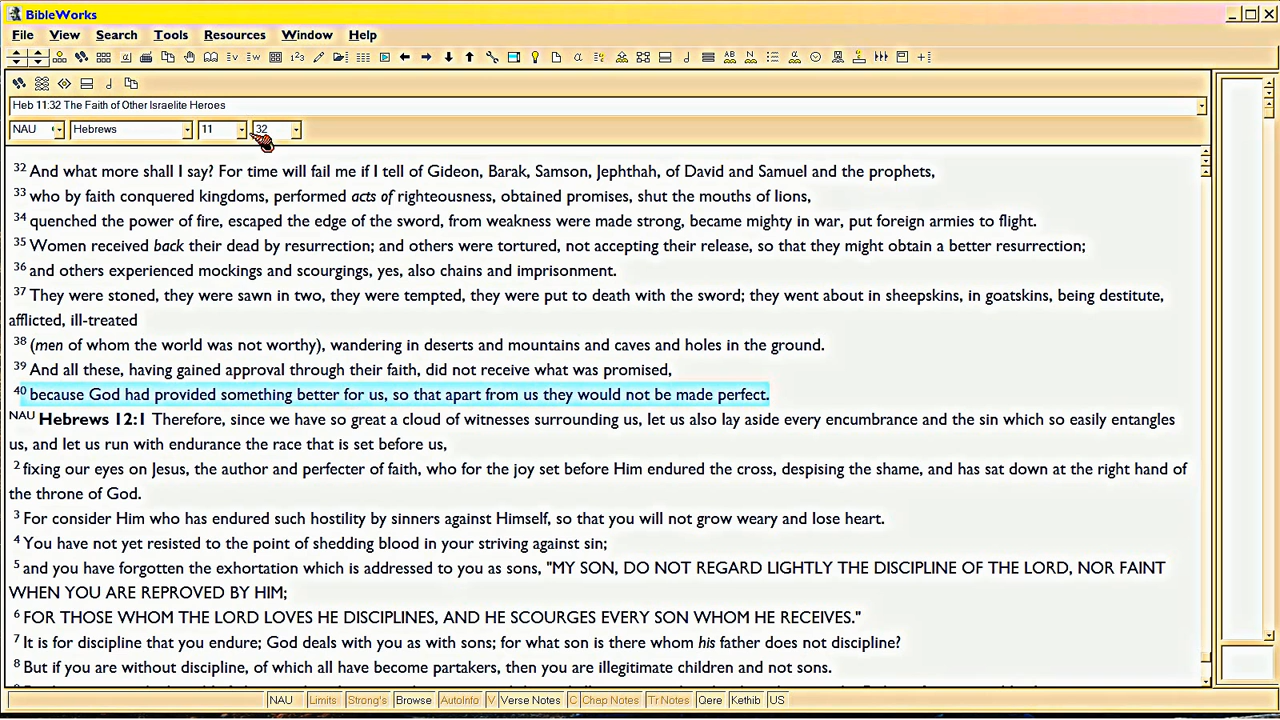 BibleWorks
File View Search Tools Resources Window Help
Heb 11:32 The Faith of Other Israelite Heroes
NAU Hebrews 11 32
32 And what more shall I say? For time will fail me if I tell of Gideon, Barak, Samson, Jephthah, of David and Samuel and the prophets,
33 who by faith conquered kingdoms, performed acts of righteousness, obtained promises, shut the mouths of lions,
34 quenched the power of fire, escaped the edge of the sword, from weakness were made strong, became mighty in war, put foreign armies to flight.
35 Women received back their dead by resurrection; and others were tortured, not accepting their release, so that they might obtain a better resurrection;
36 and others experienced mockings and scourgings, yes, also chains and imprisonment.
37 They were stoned, they were sawn in two, they were tempted, they were put to death with the sword; they went about in sheepskins, in goatskins, being destitute,
afflicted, ill-treated
38 (men of whom the world was not worthy), wandering in deserts and mountains and caves and holes in the ground.
39 And all these, having gained approval through their faith, did not receive what was promised,
40 because God had provided something better for us, so that apart from us they would not be made perfect.
NAU Hebrews 12:1 Therefore, since we have so great a cloud of witnesses surrounding us, let us also lay aside every encumbrance and the sin which so easily entangles
us, and let us run with endurance the race that is set before us,
2 fixing our eyes on Jesus, the author and perfecter of faith, who for the joy set before Him endured the cross, despising the shame, and has sat down at the right hand of
the throne of God.
3 For consider Him who has endured such hostility by sinners against Himself, so that you will not grow weary and lose heart.
4 You have not yet resisted to the point of shedding blood in your striving against sin;
5 and you have forgotten the exhortation which is addressed to you as sons, "MY SON, DO NOT REGARD LIGHTLY THE DISCIPLINE OF THE LORD, NOR FAINT
WHEN YOU ARE REPROVED BY HIM;
6 FOR THOSE WHOM THE LORD LOVES HE DISCIPLINES, AND HE SCOURGES EVERY SON WHOM HE RECEIVES."
7 It is for discipline that you endure; God deals with you as with sons; for what son is there whom his father does not discipline?
8 But if you are without discipline, of which all have become partakers, then you are illegitimate children and not sons.
NAU Limits Strong's Browse AutoInfo V Verse Notes C Chap Notes Tr Notes Qere Kethib US